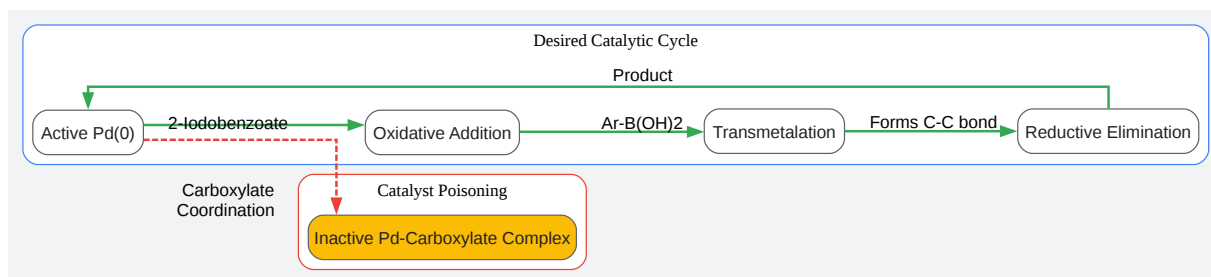 Desired Catalytic Cycle
Product
Active Pd(0)
2-Iodobenzoate
Oxidative Addition
Ar-B(OH)2
Transmetalation
Forms C-C bond
Reductive Elimination
Carboxylate
Coordination
Catalyst Poisoning
Inactive Pd-Carboxylate Complex